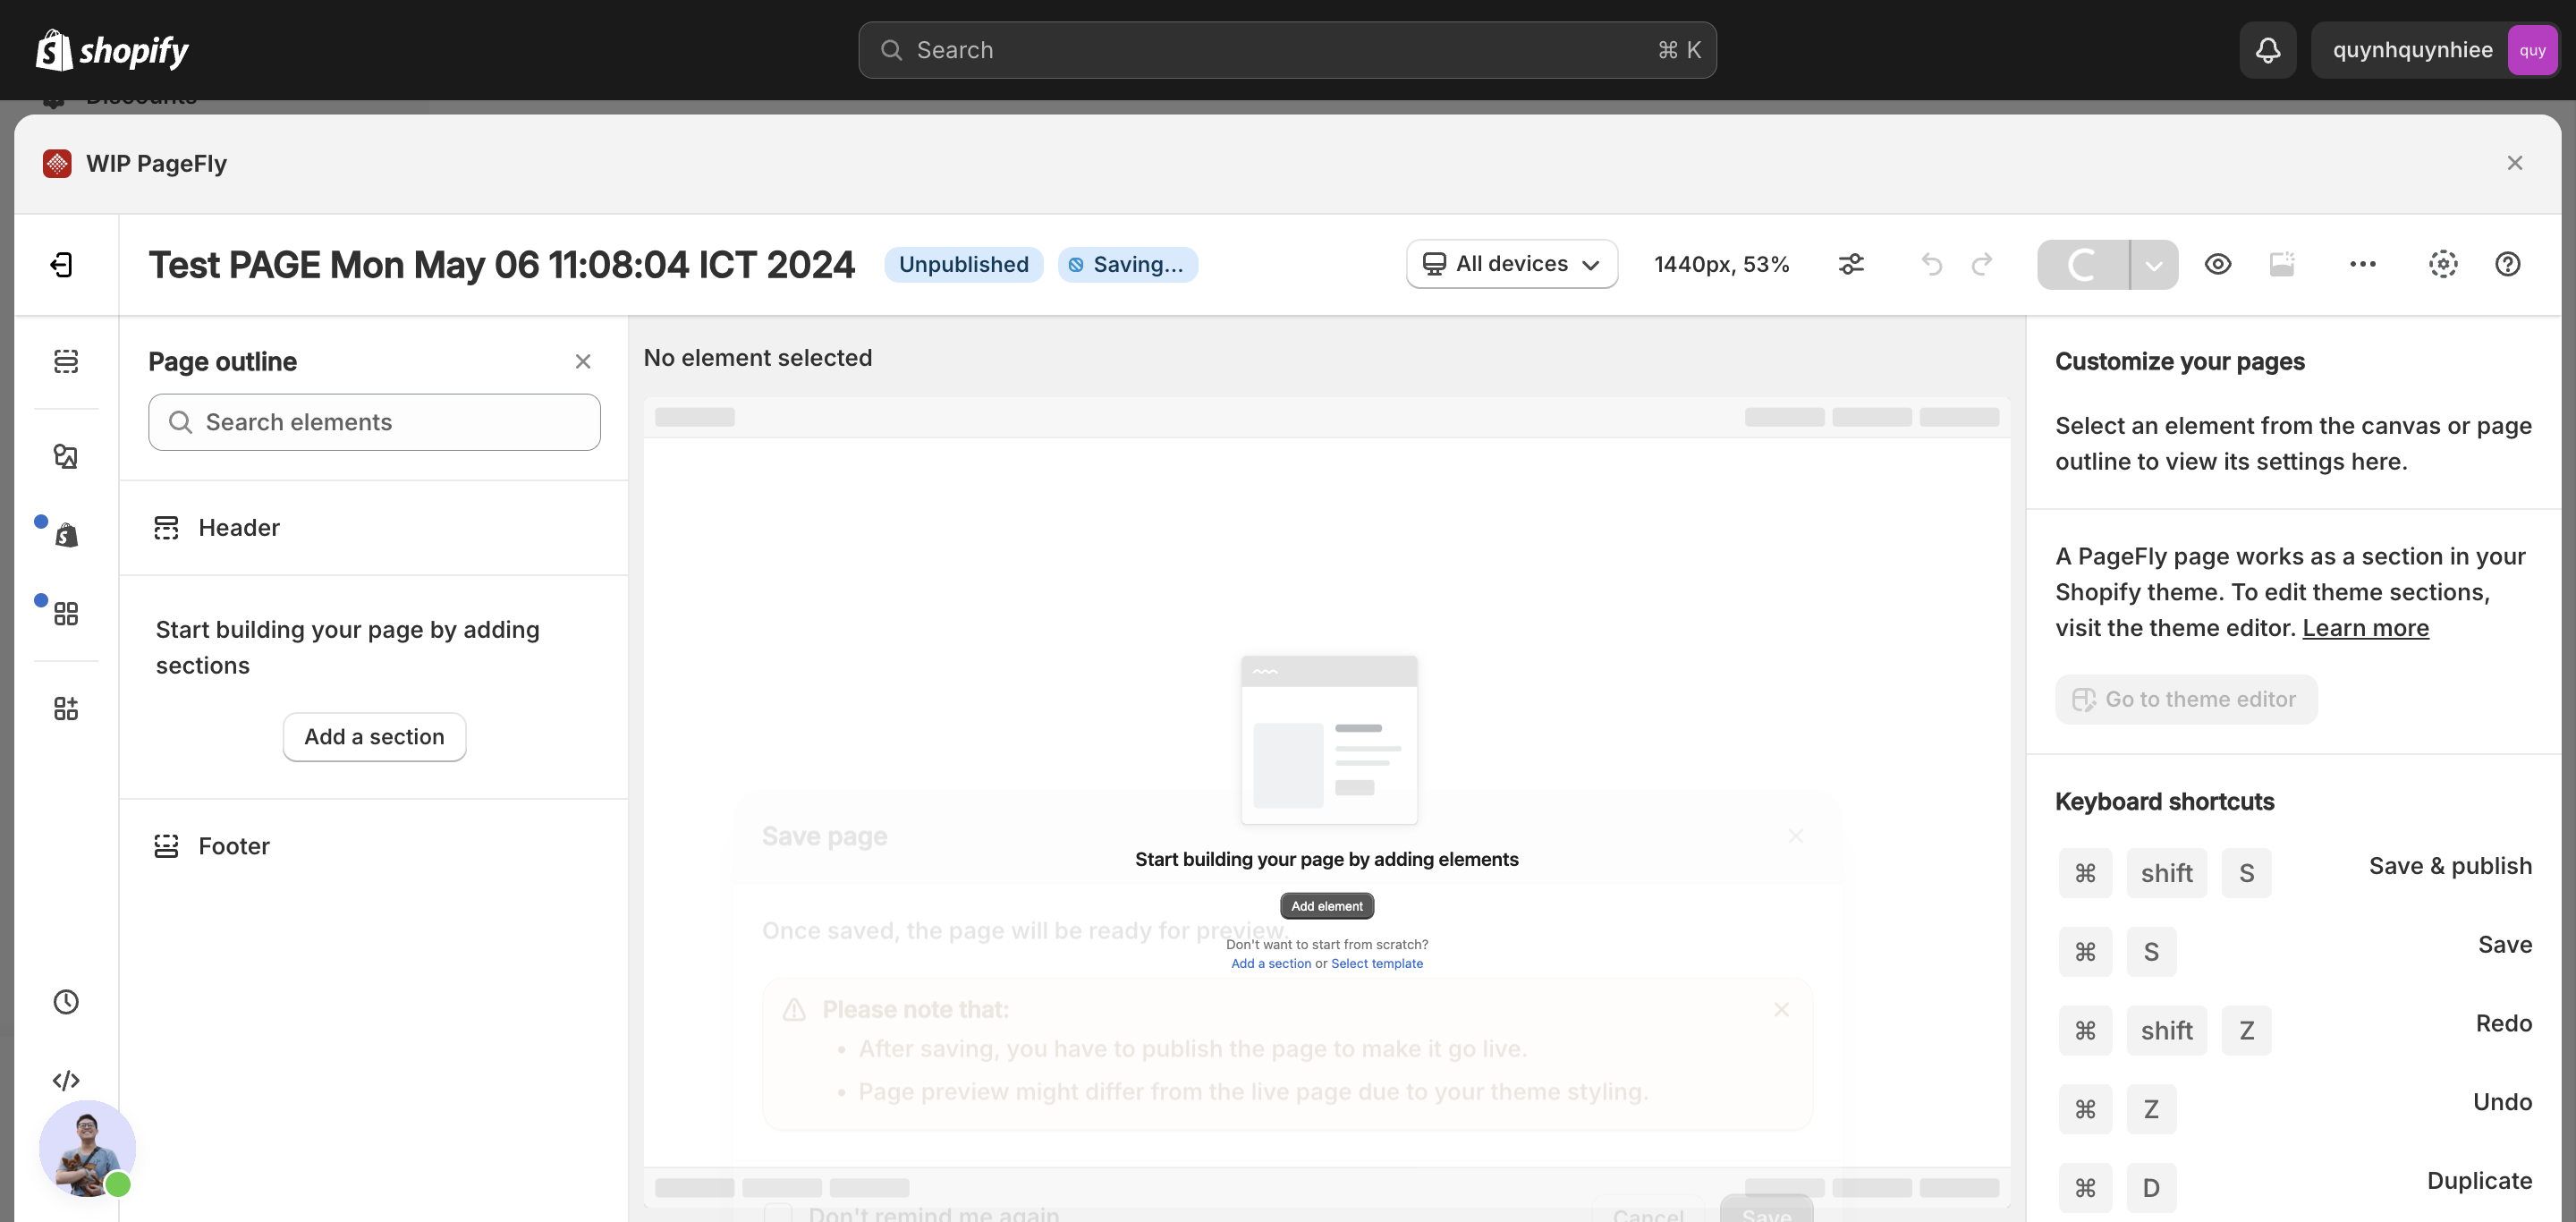 shopify
Search
⌘ K
quynhquynhiee
quy
Discounts
WIP PageFly
Test PAGE Mon May 06 11:08:04 ICT 2024
Unpublished
Saving...
All devices
1440px, 53%
Page outline
Search elements
Header
Start building your page by adding
sections
Add a section
Footer
No element selected
Start building your page by adding elements
Add element
Don't want to start from scratch?
Add a section or Select template
Save page
Once saved, the page will be ready for preview.
Please note that:
• After saving, you have to publish the page to make it go live.
• Page preview might differ from the live page due to your theme styling.
Don't remind me again
Cancel
Save
Customize your pages
Select an element from the canvas or page
outline to view its settings here.
A PageFly page works as a section in your
Shopify theme. To edit theme sections,
visit the theme editor. Learn more
Go to theme editor
Keyboard shortcuts
⌘ shift S Save & publish
⌘ S Save
⌘ shift Z Redo
⌘ Z Undo
⌘ D Duplicate